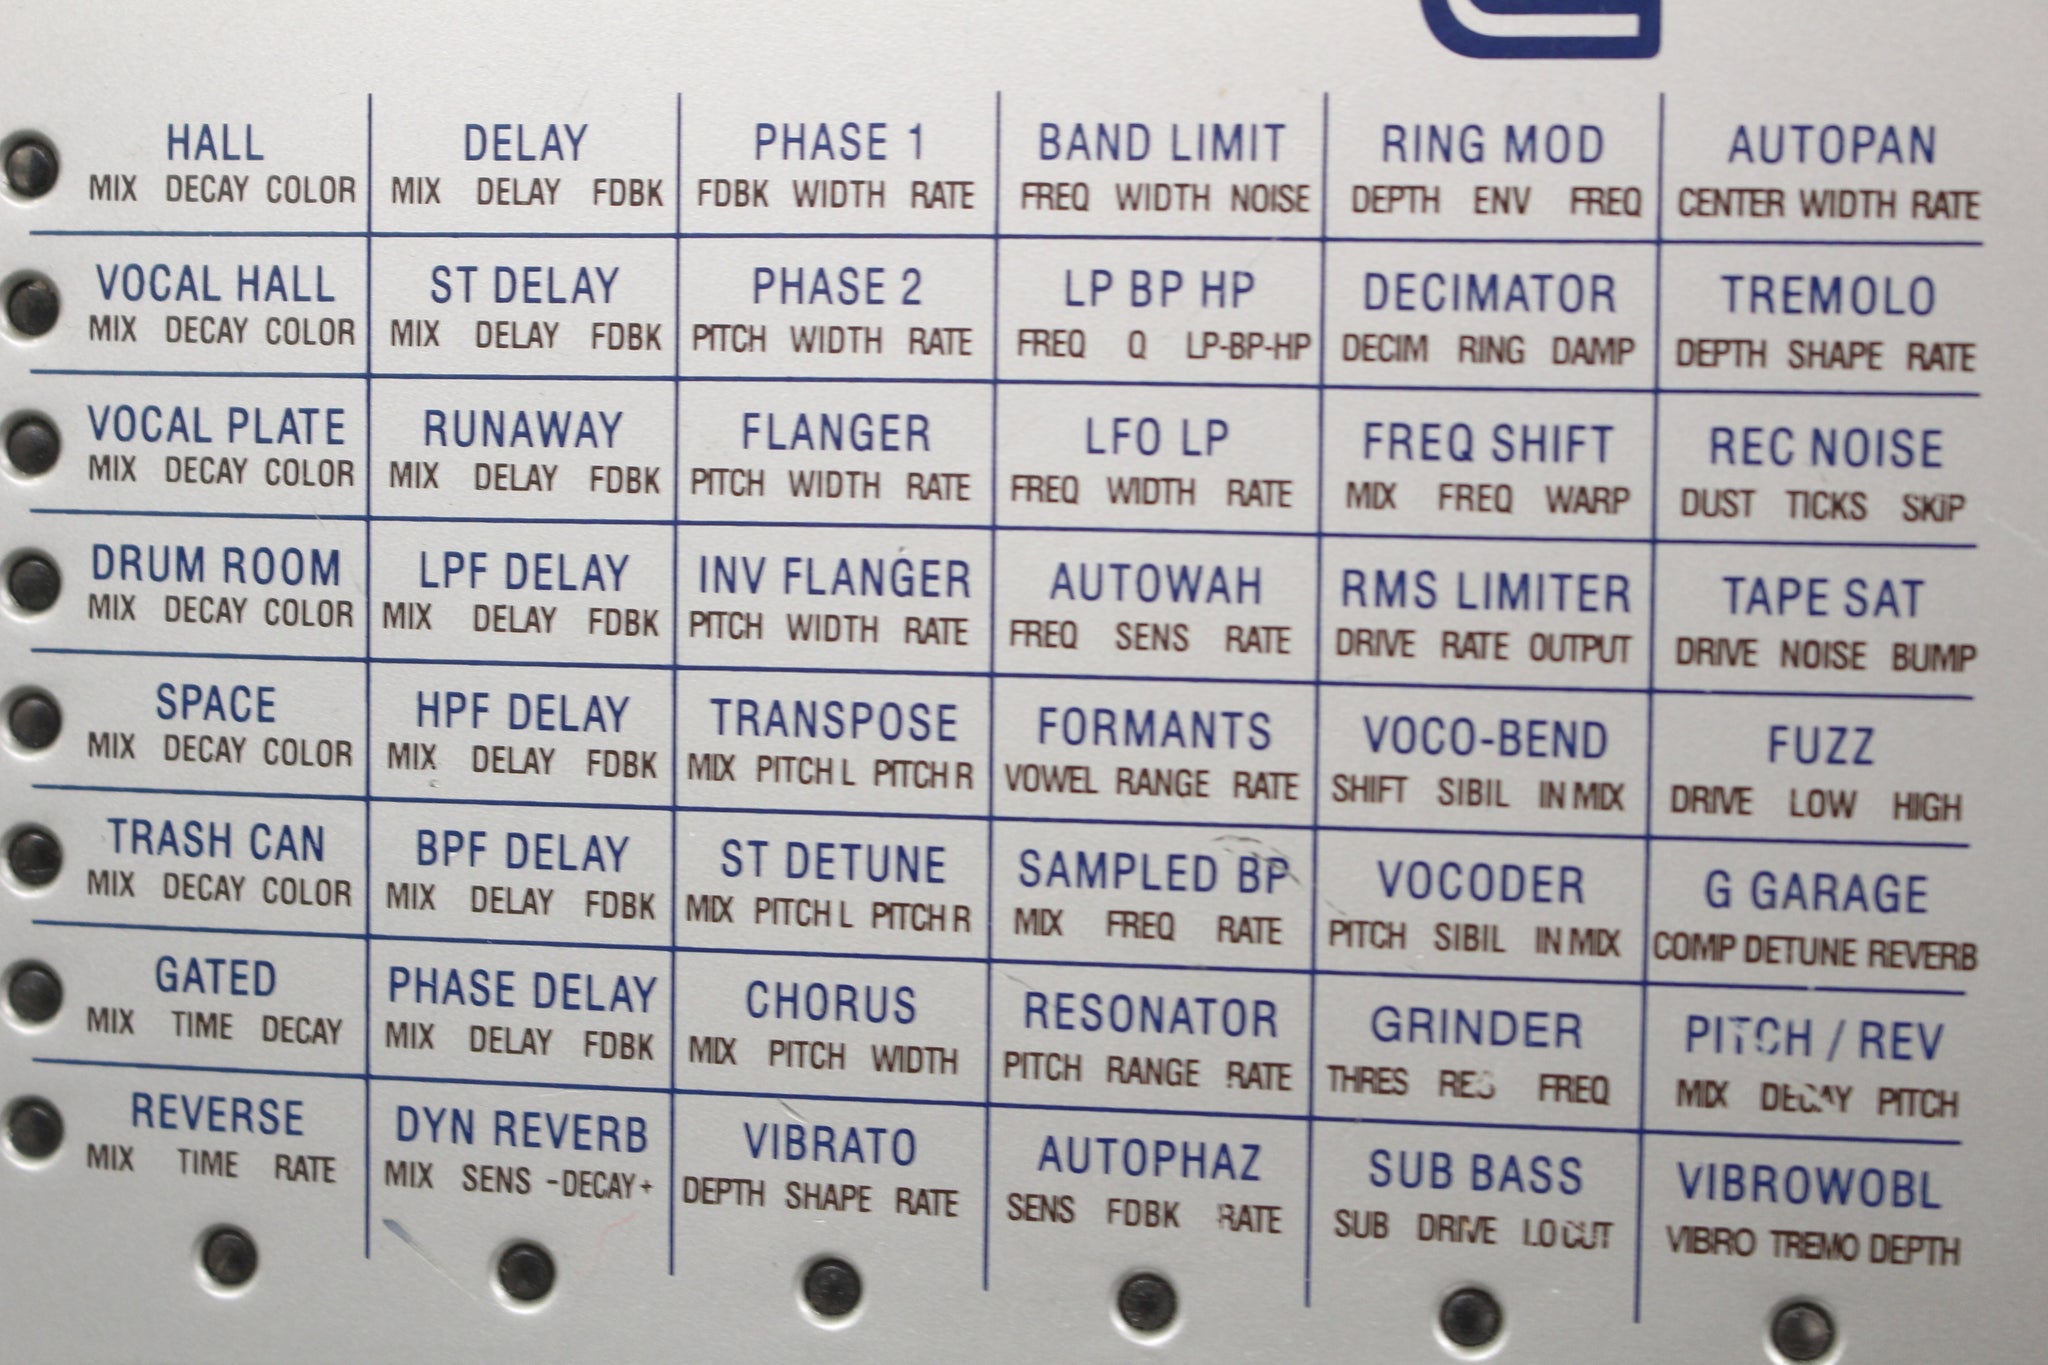 HALL DELAY PHASE 1 BAND LIMIT RING MOD AUTOPAN
MIX DECAY COLOR MIX DELAY FDBK FDBK WIDTH RATE FREQ WIDTH NOISE DEPTH ENV FREQ CENTER WIDTH RATE
VOCAL HALL ST DELAY PHASE 2 LP BP HP DECIMATOR TREMOLO
MIX DECAY COLOR MIX DELAY FDBK PITCH WIDTH RATE FREQ Q LP-BP-HP DECIM RING DAMP DEPTH SHAPE RATE
VOCAL PLATE RUNAWAY FLANGER LFO LP FREQ SHIFT REC NOISE
MIX DECAY COLOR MIX DELAY FDBK PITCH WIDTH RATE FREQ WIDTH RATE MIX FREQ WARP DUST TICKS SKIP
DRUM ROOM LPF DELAY INV FLANGER AUTOWAH RMS LIMITER TAPE SAT
MIX DECAY COLOR MIX DELAY FDBK PITCH WIDTH RATE FREQ SENS RATE DRIVE RATE OUTPUT DRIVE NOISE BUMP
SPACE HPF DELAY TRANSPOSE FORMANTS VOCO-BEND FUZZ
MIX DECAY COLOR MIX DELAY FDBK MIX PITCH L PITCH R VOWEL RANGE RATE SHIFT SIBIL IN MIX DRIVE LOW HIGH
TRASH CAN BPF DELAY ST DETUNE SAMPLED BP VOCODER G GARAGE
MIX DECAY COLOR MIX DELAY FDBK MIX PITCH L PITCH R MIX FREQ RATE PITCH SIBIL IN MIX COMP DETUNE REVERB
GATED PHASE DELAY CHORUS RESONATOR GRINDER PITCH / REV
MIX TIME DECAY MIX DELAY FDBK MIX PITCH WIDTH PITCH RANGE RATE THRES RES FREQ MIX DECAY PITCH
REVERSE DYN REVERB VIBRATO AUTOPHAZ SUB BASS VIBROWOBL
MIX TIME RATE MIX SENS -DECAY+ DEPTH SHAPE RATE SENS FDBK RATE SUB DRIVE LO CUT VIBRO TREMO DEPTH